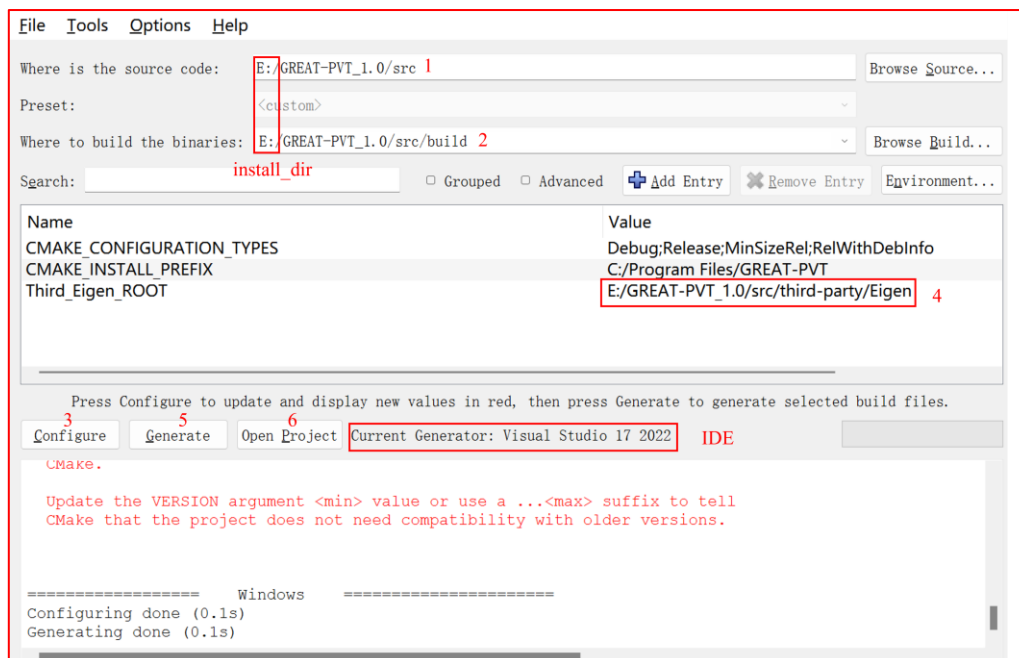 File Tools Options Help
Where is the source code: E:/GREAT-PVT_1.0/src 1 Browse Source...
Preset: <custom>
Where to build the binaries: E:/GREAT-PVT_1.0/src/build 2 Browse Build...
install_dir
Search: Grouped Advanced Add Entry Remove Entry Environment...
Name Value
CMAKE_CONFIGURATION_TYPES Debug;Release;MinSizeRel;RelWithDebInfo
CMAKE_INSTALL_PREFIX C:/Program Files/GREAT-PVT
Third_Eigen_ROOT E:/GREAT-PVT_1.0/src/third-party/Eigen 4
Press Configure to update and display new values in red, then press Generate to generate selected build files.
3 5 6
Configure Generate Open Project Current Generator: Visual Studio 17 2022 IDE
CMake.
Update the VERSION argument <min> value or use a ...<max> suffix to tell
CMake that the project does not need compatibility with older versions.
================== Windows ======================
Configuring done (0.1s)
Generating done (0.1s)